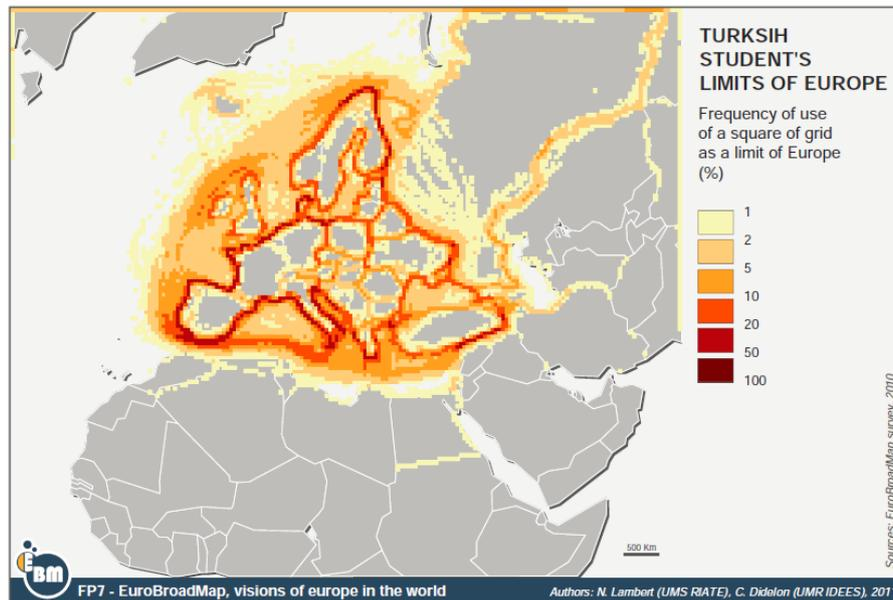 TURKSIH
STUDENT'S
LIMITS OF EUROPE
Frequency of use
of a square of grid
as a limit of Europe
(%)
1
2
5
10
20
50
100
Sources: EuroBroadMap survey, 2010
500 Km
EBM
FP7 - EuroBroadMap, visions of europe in the world
Authors: N. Lambert (UMS RIATE), C. Didelon (UMR IDEES), 201